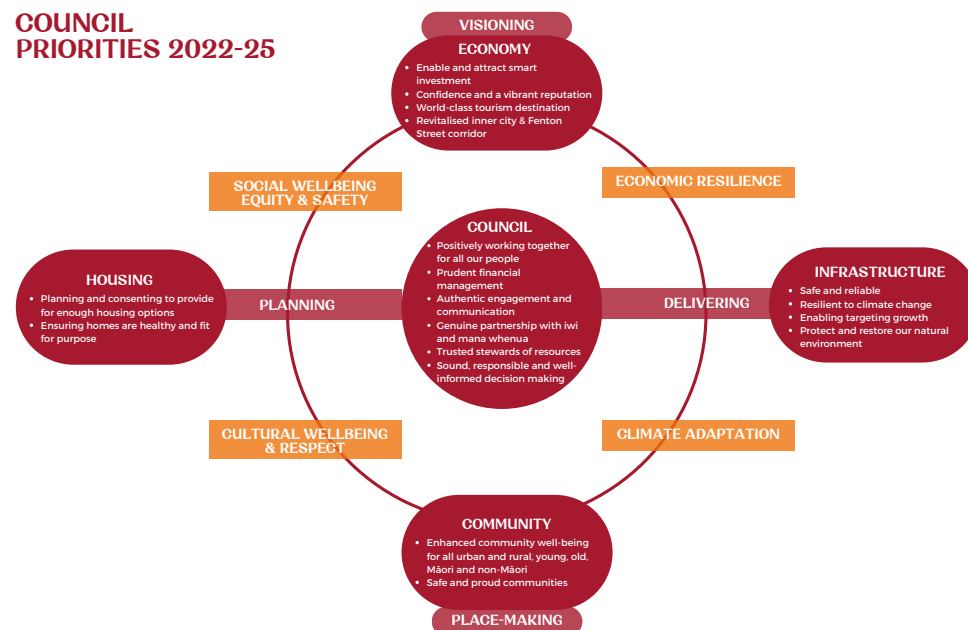 COUNCIL
PRIORITIES 2022-25
VISIONING
ECONOMY
• Enable and attract smart
investment
• Confidence and a vibrant reputation
• World-class tourism destination
• Revitalised inner city & Fenton
Street corridor
SOCIAL WELLBEING
EQUITY & SAFETY
ECONOMIC RESILIENCE
HOUSING
• Planning and consenting to provide
for enough housing options
• Ensuring homes are healthy and fit
for purpose
PLANNING
COUNCIL
• Positively working together
for all our people
• Prudent financial
management
• Authentic engagement and
communication
• Genuine partnership with iwi
and mana whenua
• Trusted stewards of resources
• Sound, responsible and well-
informed decision making
DELIVERING
INFRASTRUCTURE
• Safe and reliable
• Resilient to climate change
• Enabling targeting growth
• Protect and restore our natural
environment
CULTURAL WELLBEING
& RESPECT
CLIMATE ADAPTATION
COMMUNITY
• Enhanced community well-being
for all urban and rural, young, old,
Māori and non-Māori
• Safe and proud communities
PLACE-MAKING